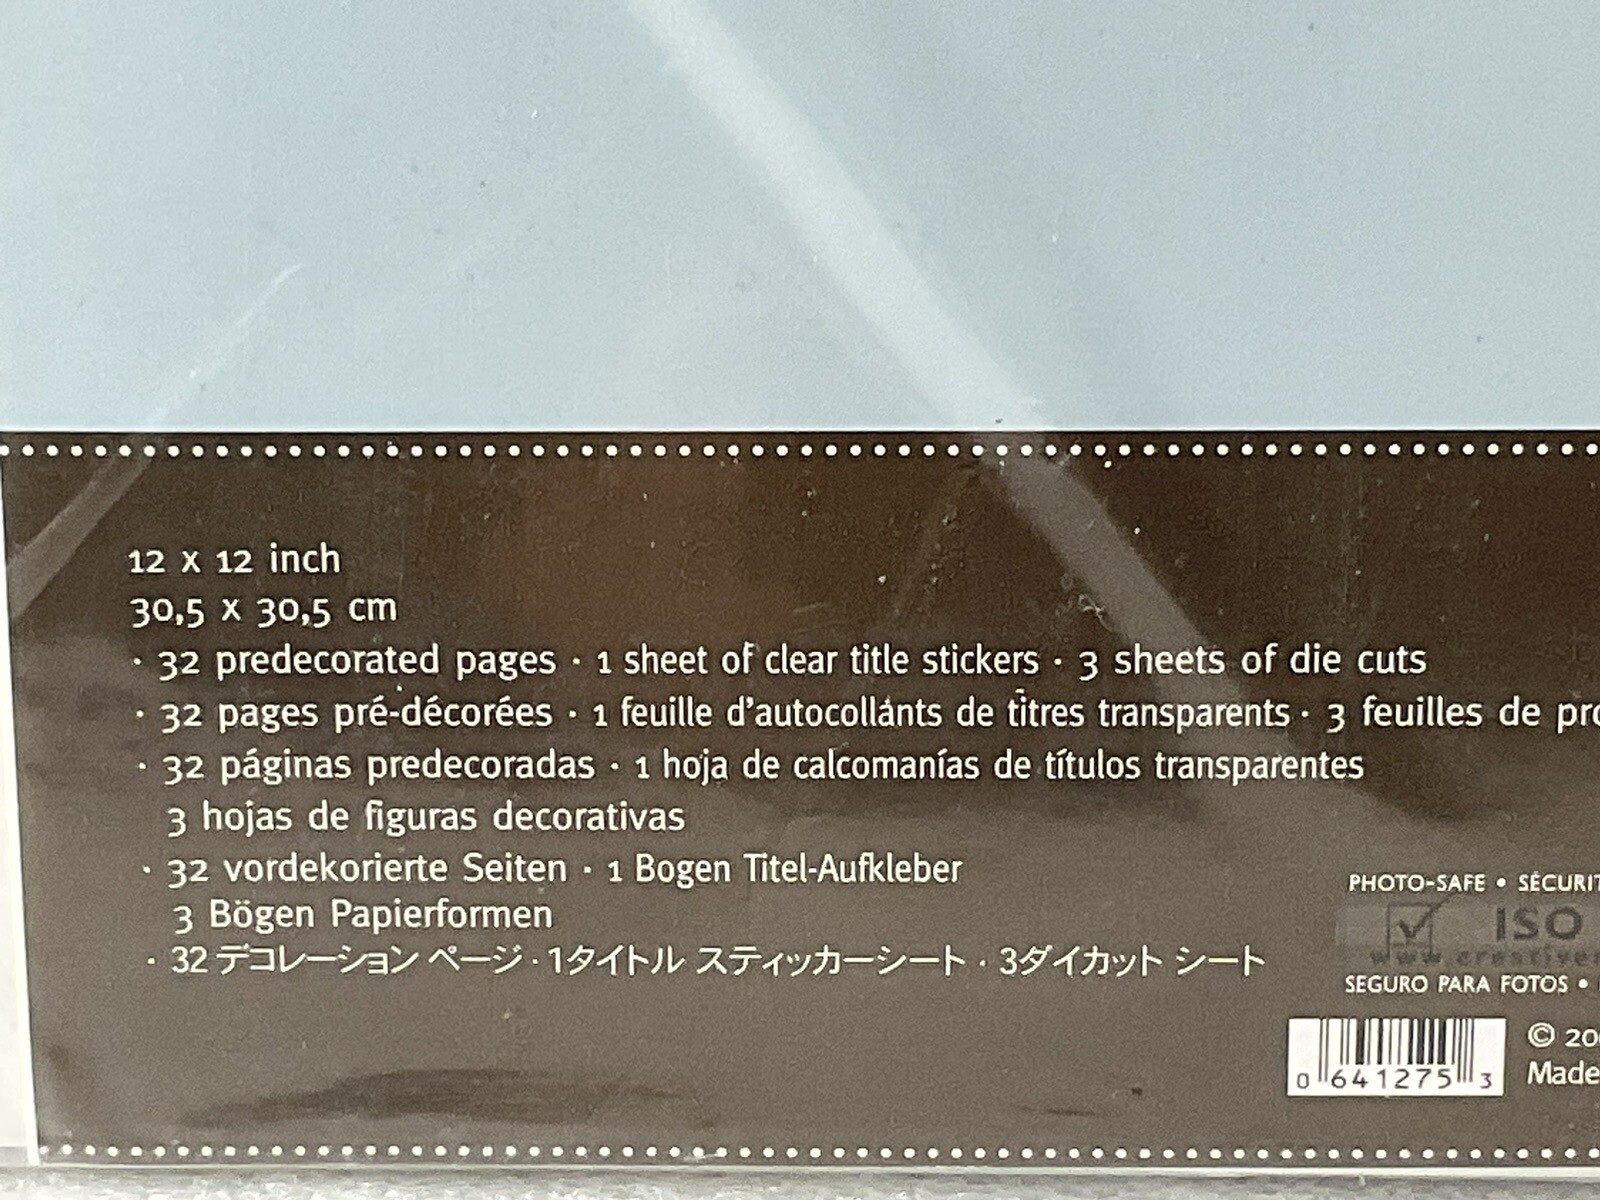 12 x 12 inch
30,5 x 30,5 cm
· 32 predecorated pages · 1 sheet of clear title stickers · 3 sheets of die cuts
· 32 pages pré-décorées · 1 feuille d'autocollants de titres transparents · 3 feuilles de
· 32 páginas predecoradas · 1 hoja de calcomanías de títulos transparentes
3 hojas de figuras decorativas
· 32 vordekorierte Seiten · 1 Bogen Titel-Aufkleber
3 Bögen Papierformen
· 32 デコレーション ページ · 1タイトル スティッカーシート · 3ダイカット シート
PHOTO-SAFE •
ISO
SEGURO PARA FOTOS •
0 641275 3
©
Made